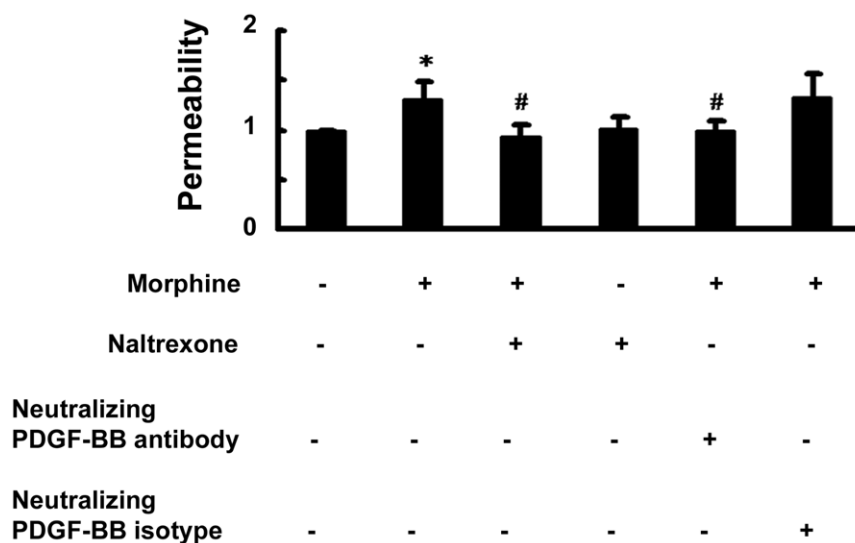 2
*
# #
Permeability
1
0
Morphine - + + - + +
Naltrexone - - + + - -
Neutralizing
PDGF-BB antibody - - - - + -
Neutralizing
PDGF-BB isotype - - - - - +